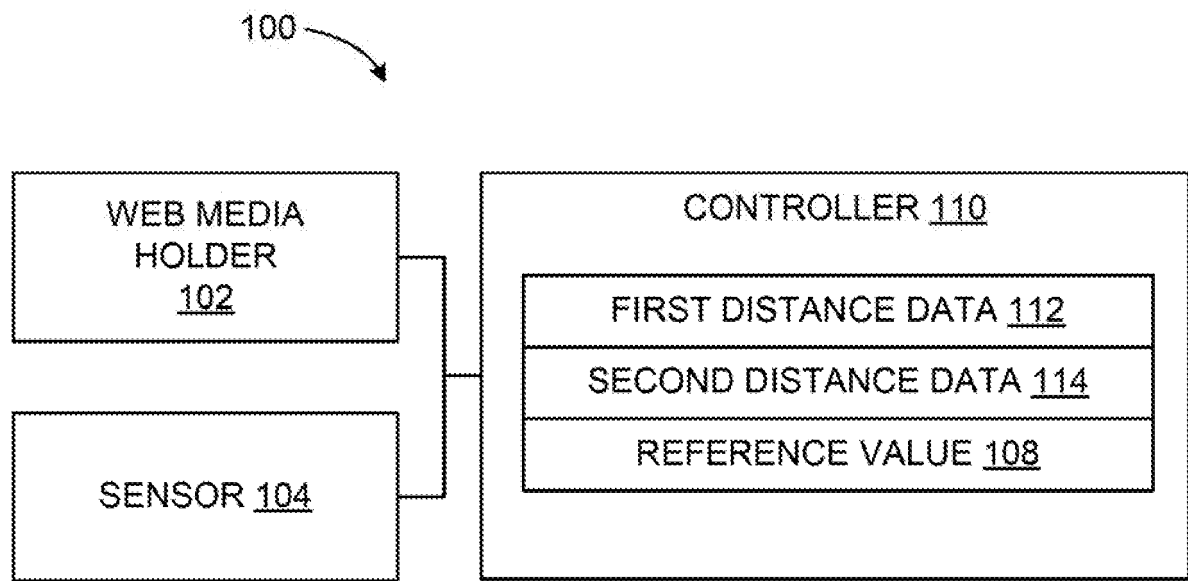 100
WEB MEDIA
HOLDER
102
SENSOR 104
CONTROLLER 110
FIRST DISTANCE DATA 112
SECOND DISTANCE DATA 114
REFERENCE VALUE 108